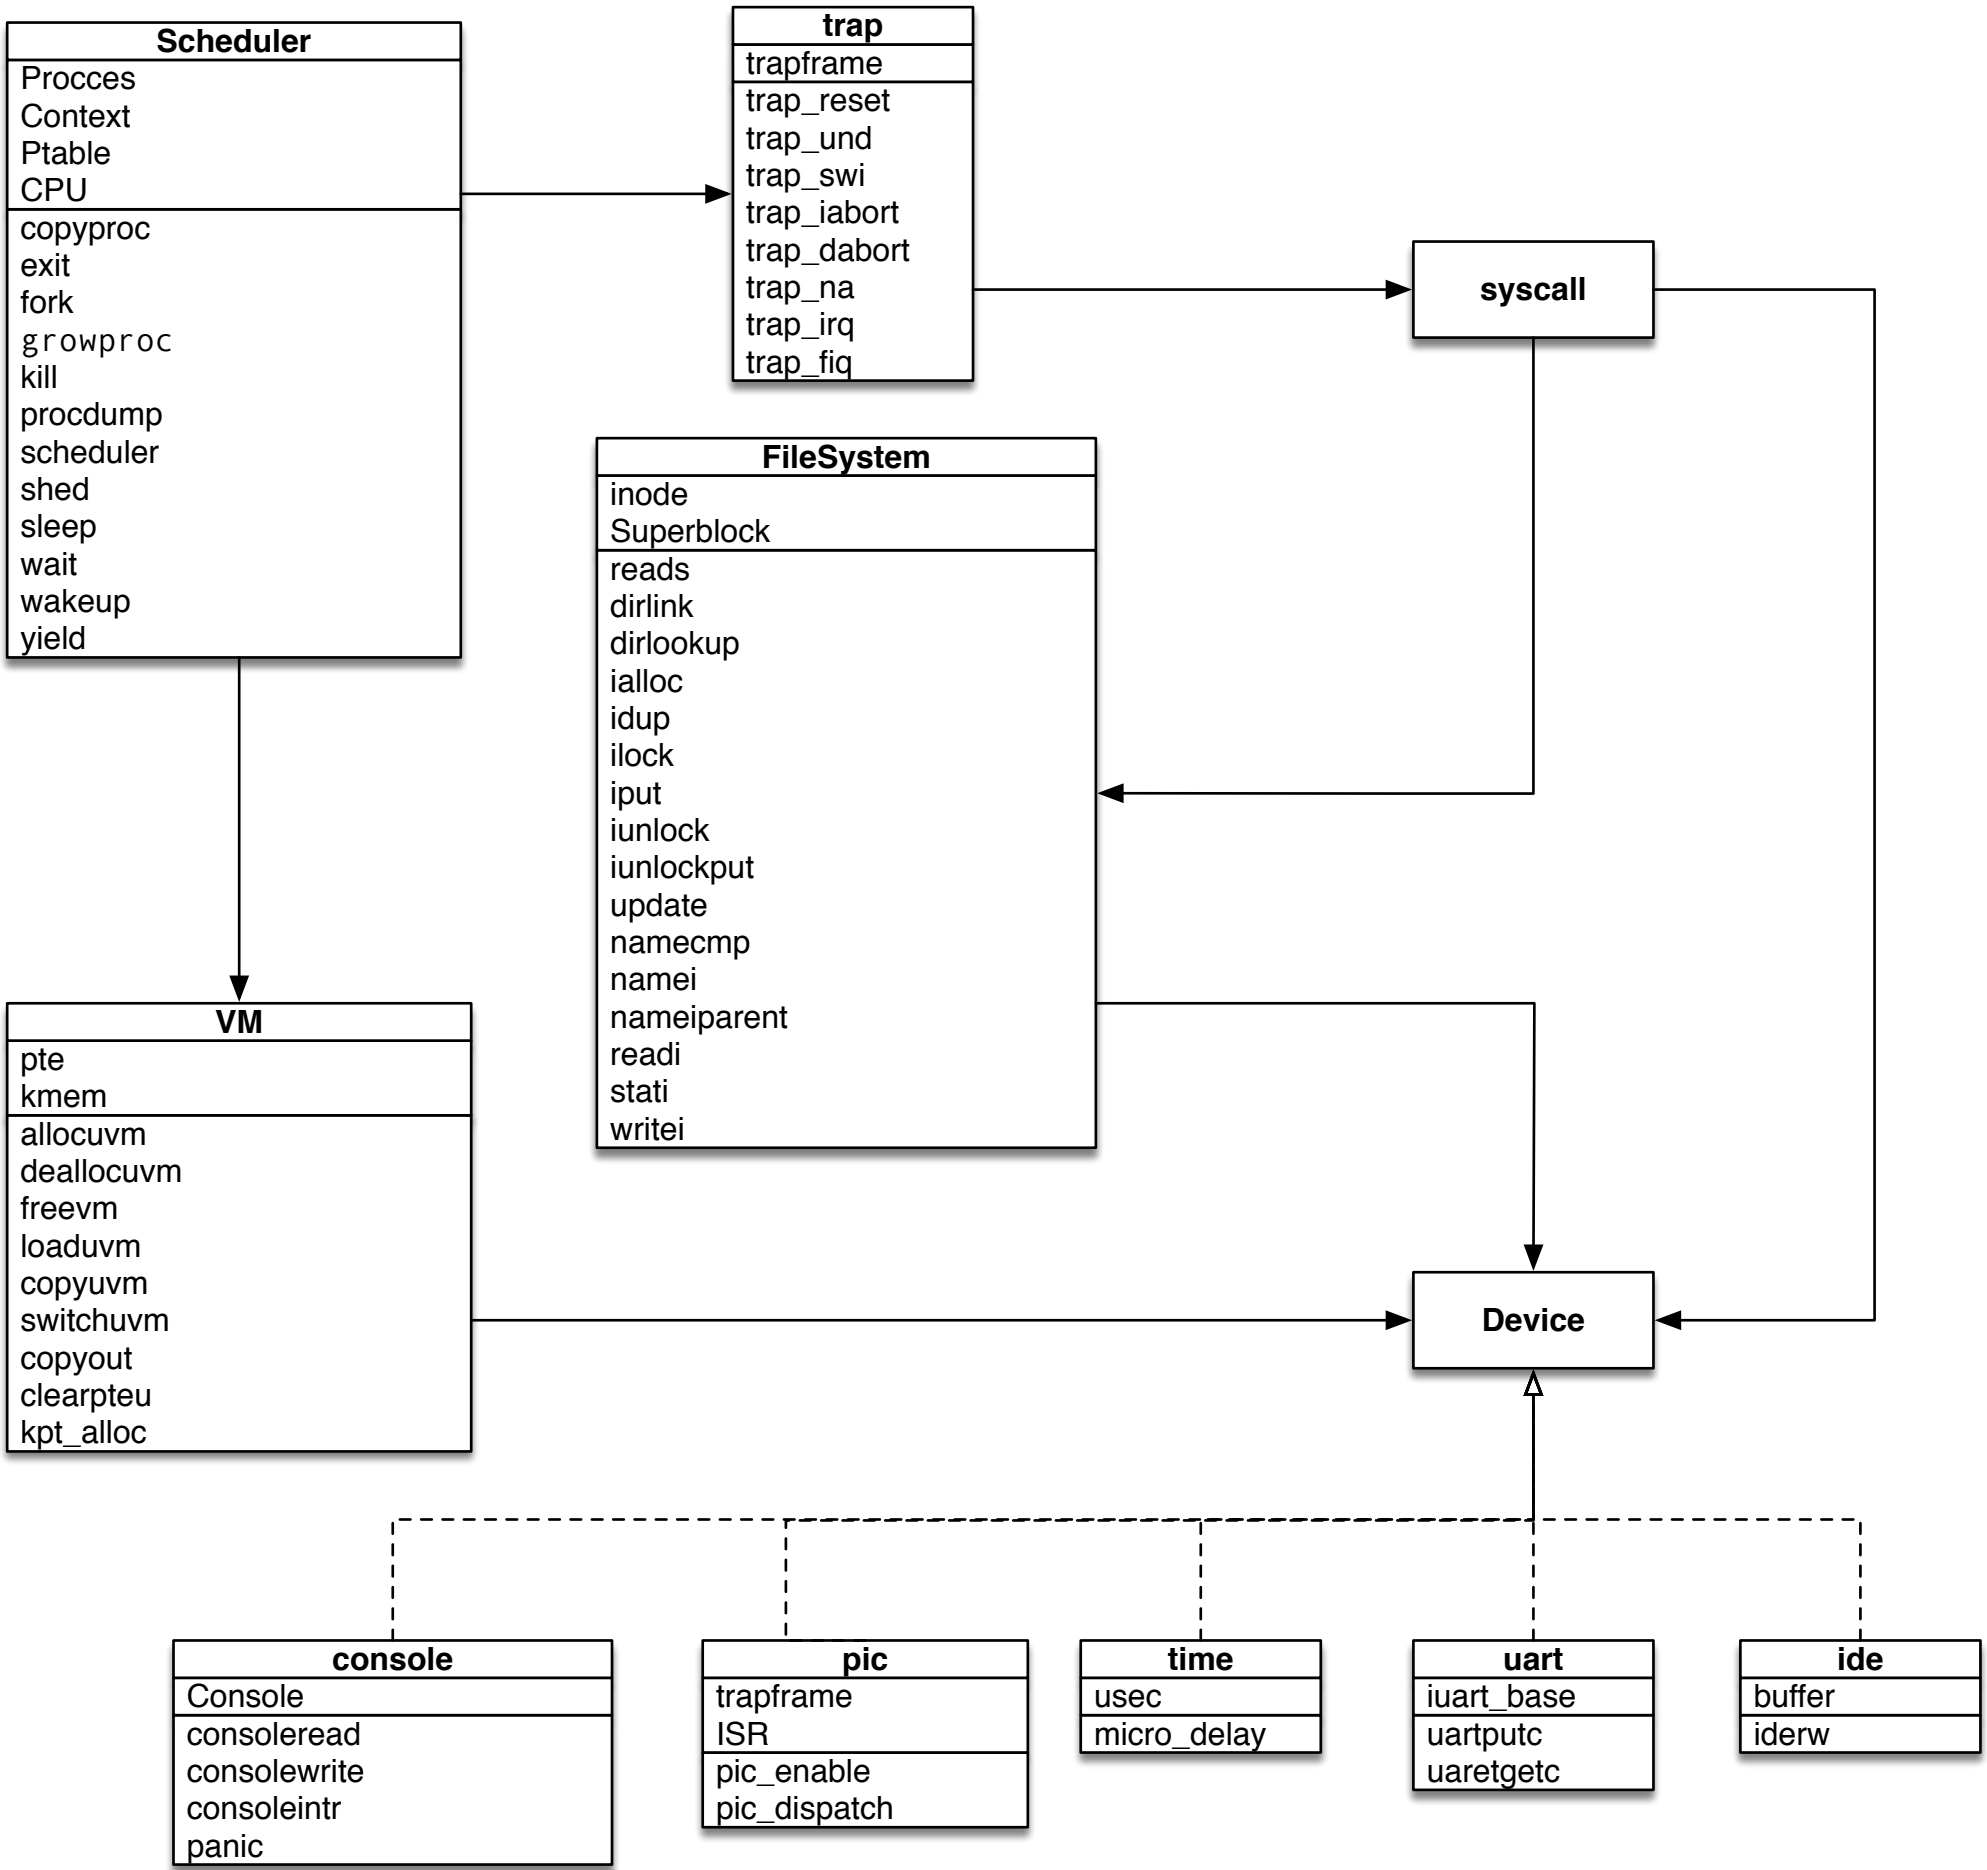 Scheduler
Procces
Context
Ptable
CPU
copyproc
exit
fork
growproc
kill
procdump
scheduler
shed
sleep
wait
wakeup
yield
trap
trapframe
trap_reset
trap_und
trap_swi
trap_iabort
trap_dabort
trap_na
trap_irq
trap_fiq
syscall
FileSystem
inode
Superblock
reads
dirlink
dirlookup
ialloc
idup
ilock
iput
iunlock
iunlockput
update
namecmp
namei
nameiparent
readi
stati
writei
VM
pte
kmem
allocuvm
deallocuvm
freevm
loaduvm
copyuvm
switchuvm
copyout
clearpteu
kpt_alloc
Device
console
Console
consoleread
consolewrite
consoleintr
panic
pic
trapframe
ISR
pic_enable
pic_dispatch
time
usec
micro_delay
uart
iuart_base
uartputc
uaretgetc
ide
buffer
iderw